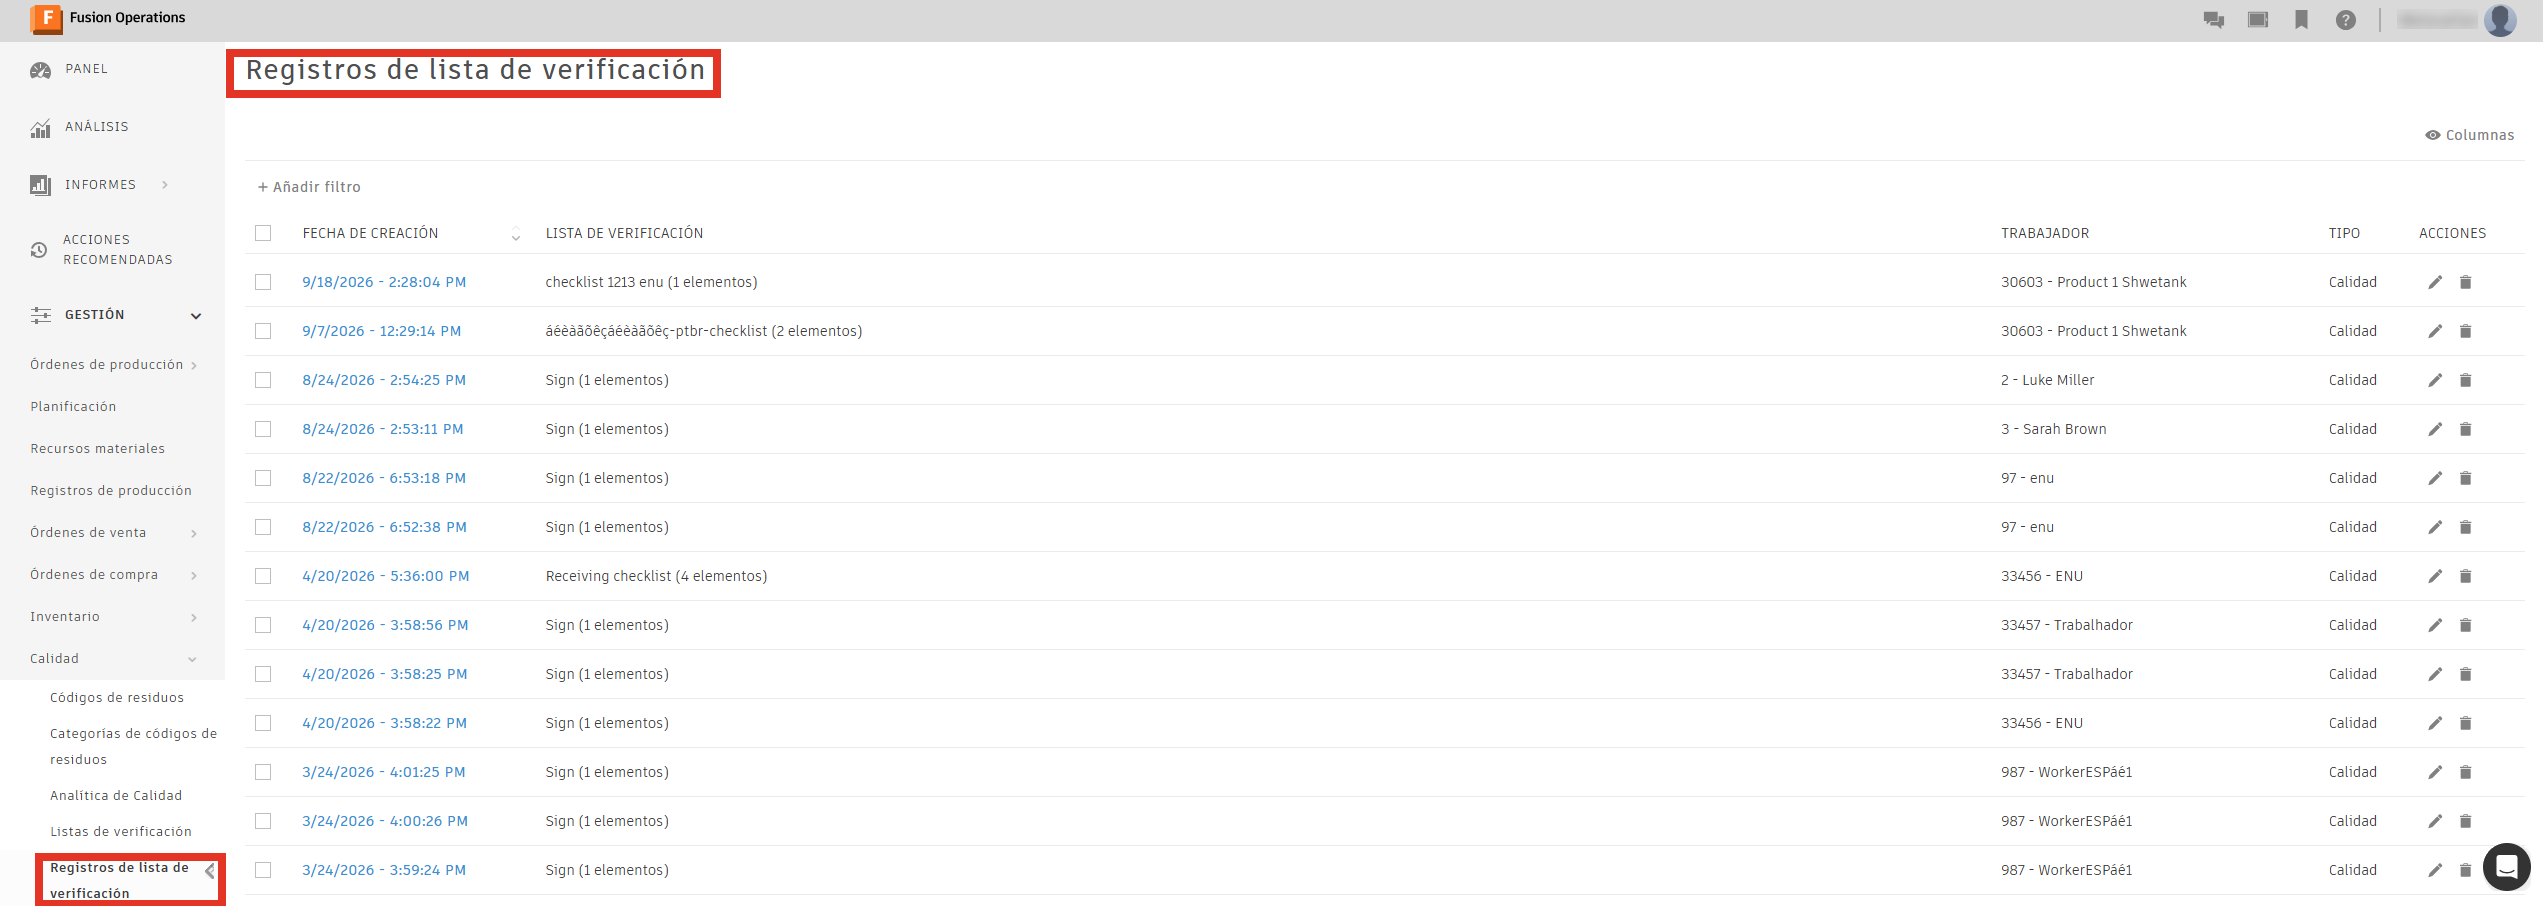 Fusion Operations
PANEL
ANÁLISIS
INFORMES
ACCIONES
RECOMENDADAS
GESTIÓN
Órdenes de producción
Planificación
Recursos materiales
Registros de producción
Órdenes de venta
Órdenes de compra
Inventario
Calidad
Códigos de residuos
Categorías de códigos de
residuos
Analítica de Calidad
Listas de verificación
Registros de lista de
verificación
Registros de lista de verificación
Columnas
+ Añadir filtro
FECHA DE CREACIÓN LISTA DE VERIFICACIÓN TRABAJADOR TIPO ACCIONES
9/18/2026 - 2:28:04 PM checklist 1213 enu (1 elementos) 30603 - Product 1 Shwetank Calidad
9/7/2026 - 12:29:14 PM áéèàãõêçáéèàãõêç-ptbr-checklist (2 elementos) 30603 - Product 1 Shwetank Calidad
8/24/2026 - 2:54:25 PM Sign (1 elementos) 2 - Luke Miller Calidad
8/24/2026 - 2:53:11 PM Sign (1 elementos) 3 - Sarah Brown Calidad
8/22/2026 - 6:53:18 PM Sign (1 elementos) 97 - enu Calidad
8/22/2026 - 6:52:38 PM Sign (1 elementos) 97 - enu Calidad
4/20/2026 - 5:36:00 PM Receiving checklist (4 elementos) 33456 - ENU Calidad
4/20/2026 - 3:58:56 PM Sign (1 elementos) 33457 - Trabalhador Calidad
4/20/2026 - 3:58:25 PM Sign (1 elementos) 33457 - Trabalhador Calidad
4/20/2026 - 3:58:22 PM Sign (1 elementos) 33456 - ENU Calidad
3/24/2026 - 4:01:25 PM Sign (1 elementos) 987 - WorkerESPáé1 Calidad
3/24/2026 - 4:00:26 PM Sign (1 elementos) 987 - WorkerESPáé1 Calidad
3/24/2026 - 3:59:24 PM Sign (1 elementos) 987 - WorkerESPáé1 Calidad